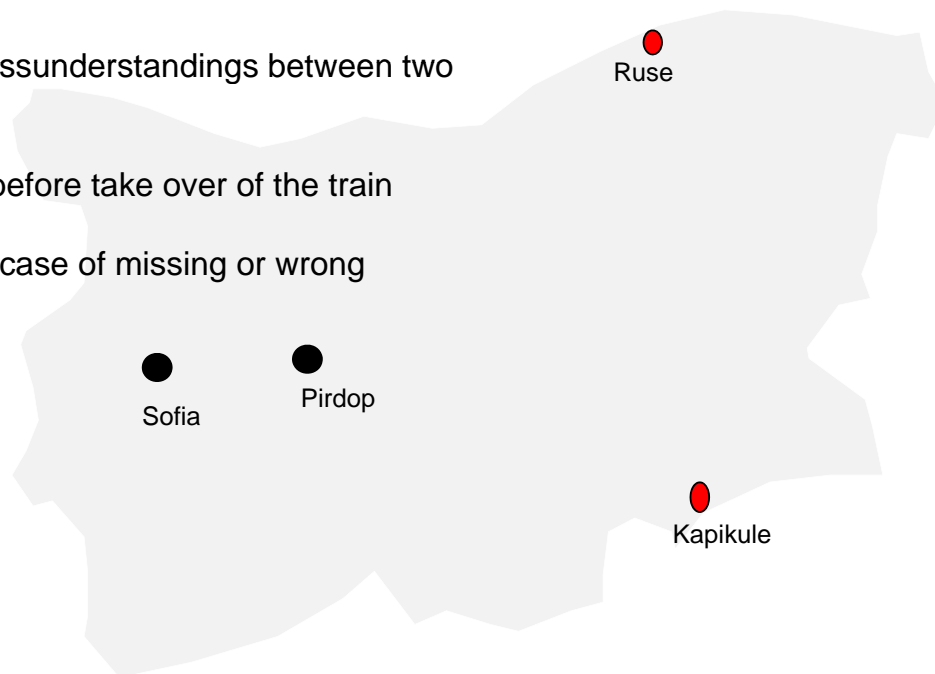 ssunderstandings between two
Ruse
before take over of the train
case of missing or wrong
Pirdop
Sofia
Kapikule